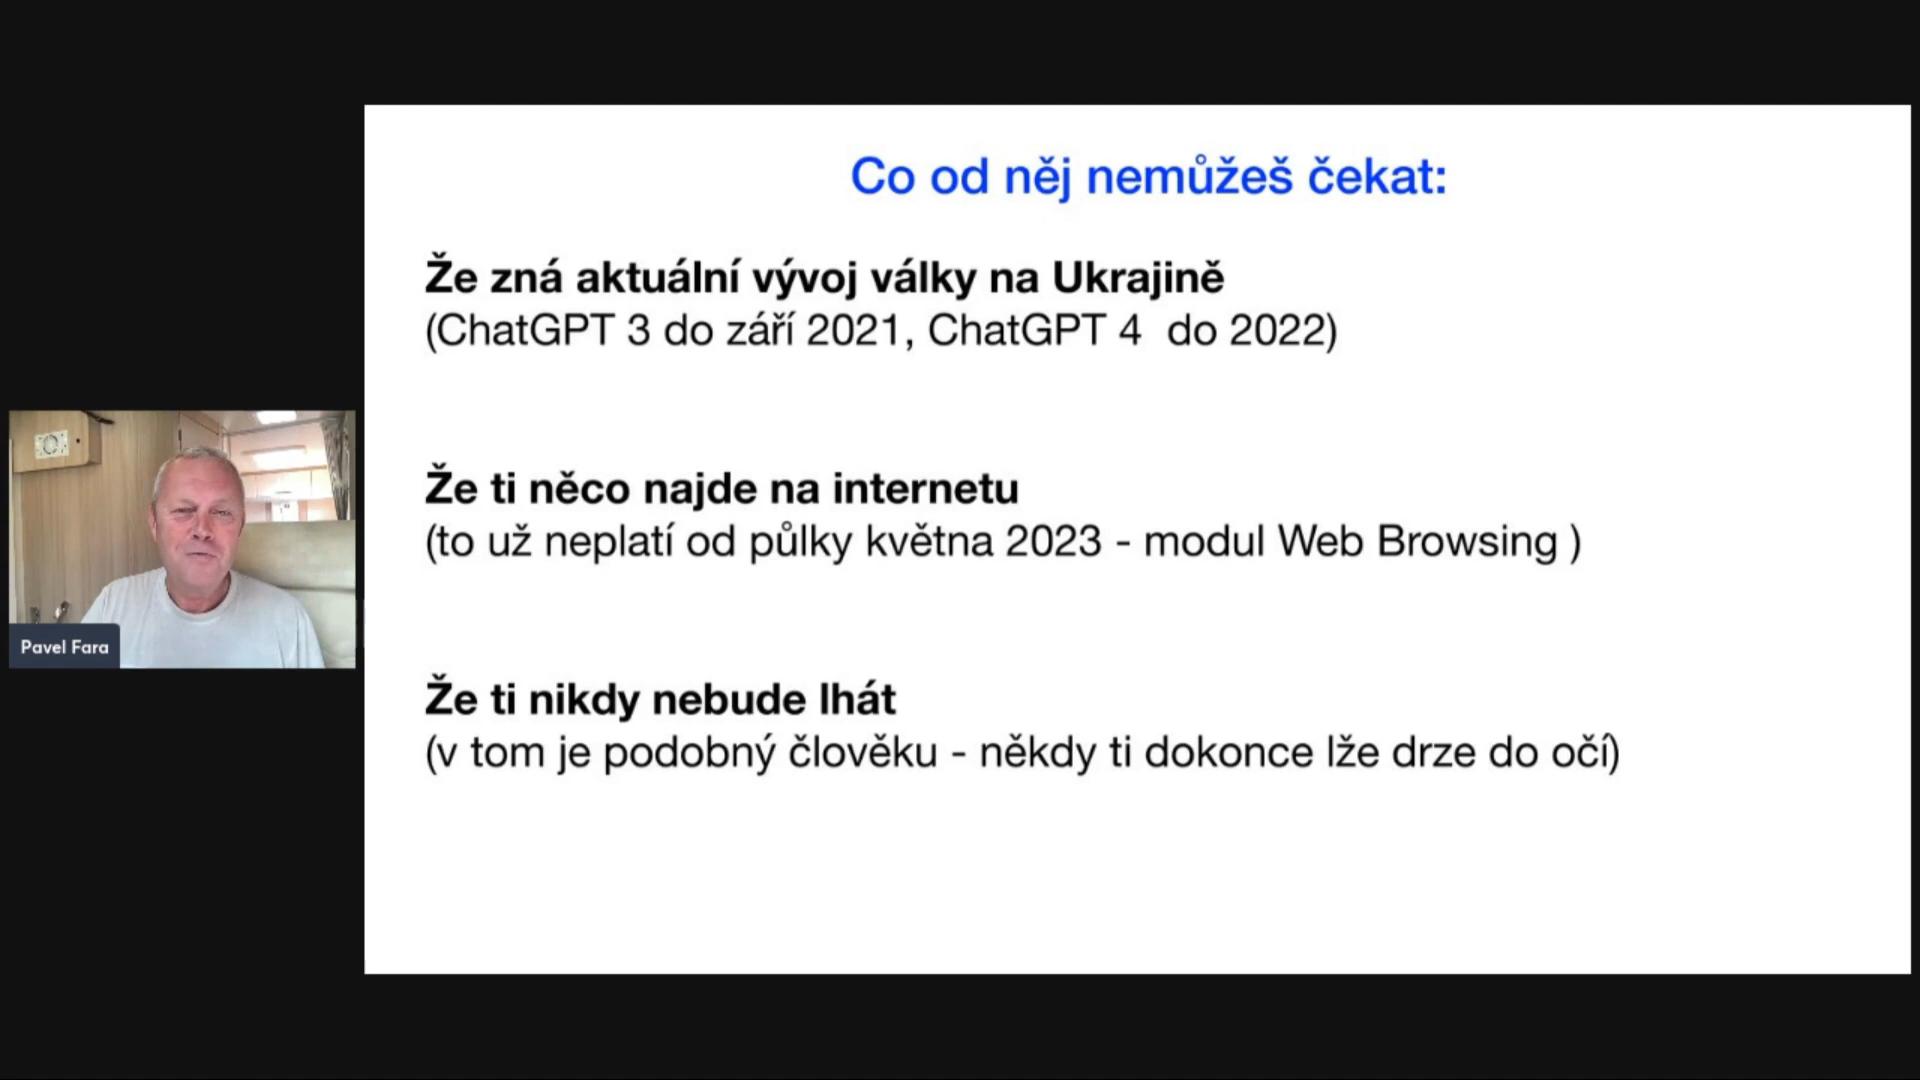 Co od něj nemůžeš čekat:
Že zná aktuální vývoj války na Ukrajině
(ChatGPT 3 do září 2021, ChatGPT 4  do 2022)
Že ti něco najde na internetu
(to už neplatí od půlky května 2023 - modul Web Browsing )
Že ti nikdy nebude lhát
(v tom je podobný člověku - někdy ti dokonce lže drze do očí)
Pavel Fara